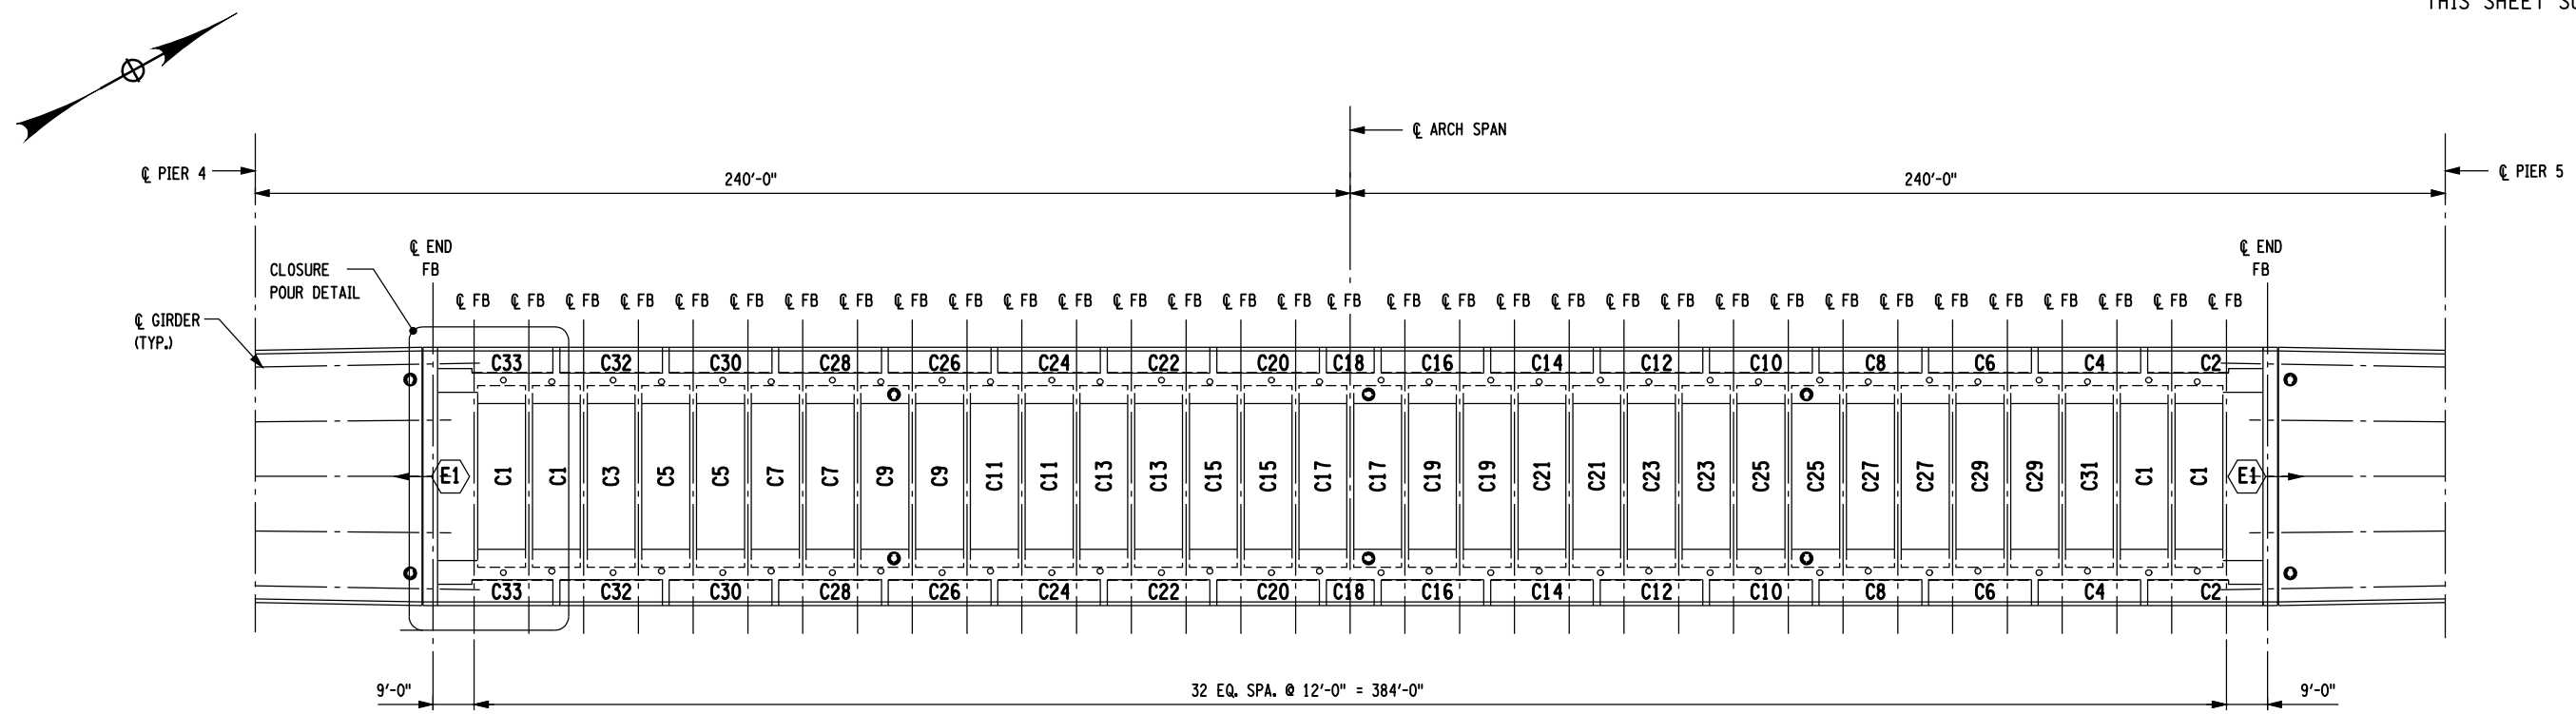 THIS SHEET SU
℄ ARCH SPAN
℄ PIER 4
240'-0"
240'-0"
℄ PIER 5
℄ END
FB
℄ END
FB
CLOSURE
POUR DETAIL
℄ FB ℄ FB ℄ FB ℄ FB ℄ FB ℄ FB ℄ FB ℄ FB ℄ FB ℄ FB ℄ FB ℄ FB ℄ FB ℄ FB ℄ FB ℄ FB ℄ FB ℄ FB ℄ FB ℄ FB ℄ FB ℄ FB ℄ FB ℄ FB ℄ FB ℄ FB ℄ FB ℄ FB ℄ FB ℄ FB ℄ FB ℄ FB ℄ FB
℄ GIRDER
(TYP.)
C33 C32 C30 C28 C26 C24 C22 C20 C18 C16 C14 C12 C10 C8 C6 C4 C2
E1 C1 C1 C3 C5 C5 C7 C7 C9 C9 C11 C11 C13 C13 C15 C15 C17 C17 C19 C19 C21 C21 C23 C23 C25 C25 C27 C27 C29 C29 C31 C1 C1 E1
C33 C32 C30 C28 C26 C24 C22 C20 C18 C16 C14 C12 C10 C8 C6 C4 C2
9'-0"
32 EQ. SPA. @ 12'-0" = 384'-0"
9'-0"